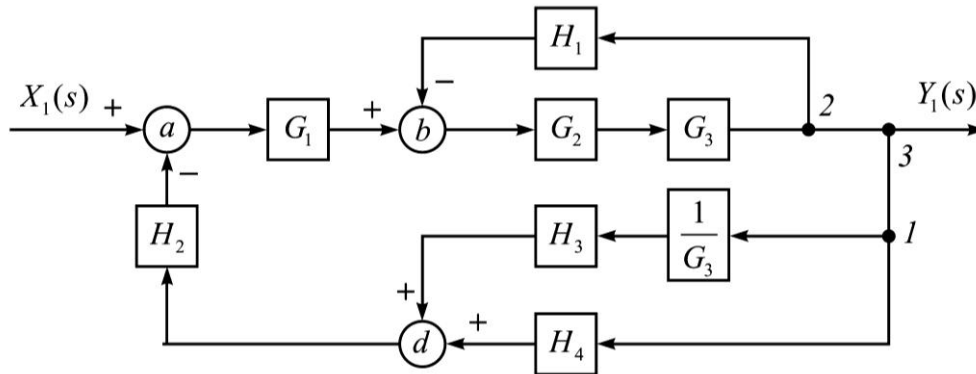 H₁
X₁(s) + − Y₁(s)
a G₁ + b G₂ G₃ 2
− 3
H₂ H₃ 1/G₃ 1
+ +
d H₄